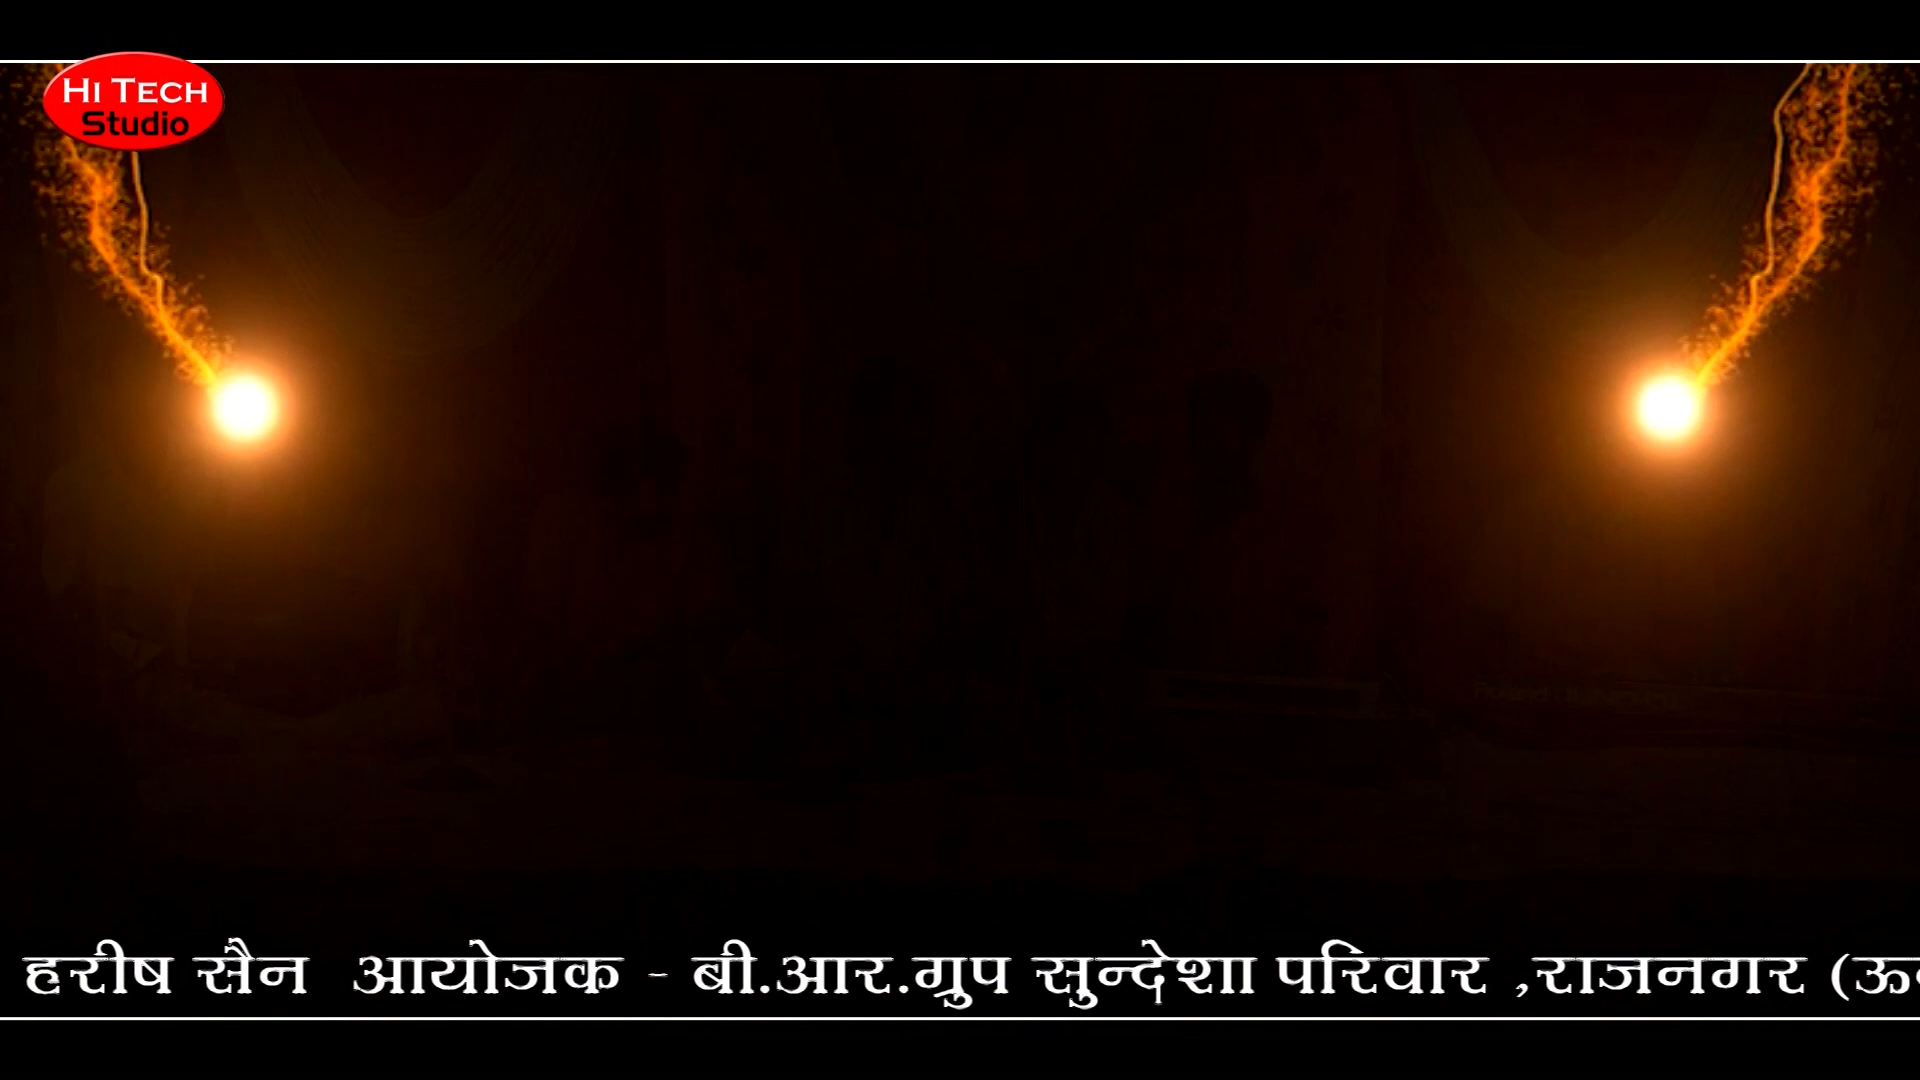 HI TECH
Studio
हरीष सैन आयोजक - बी.आर.ग्रुप सुन्देशा परिवार ,राजनगर